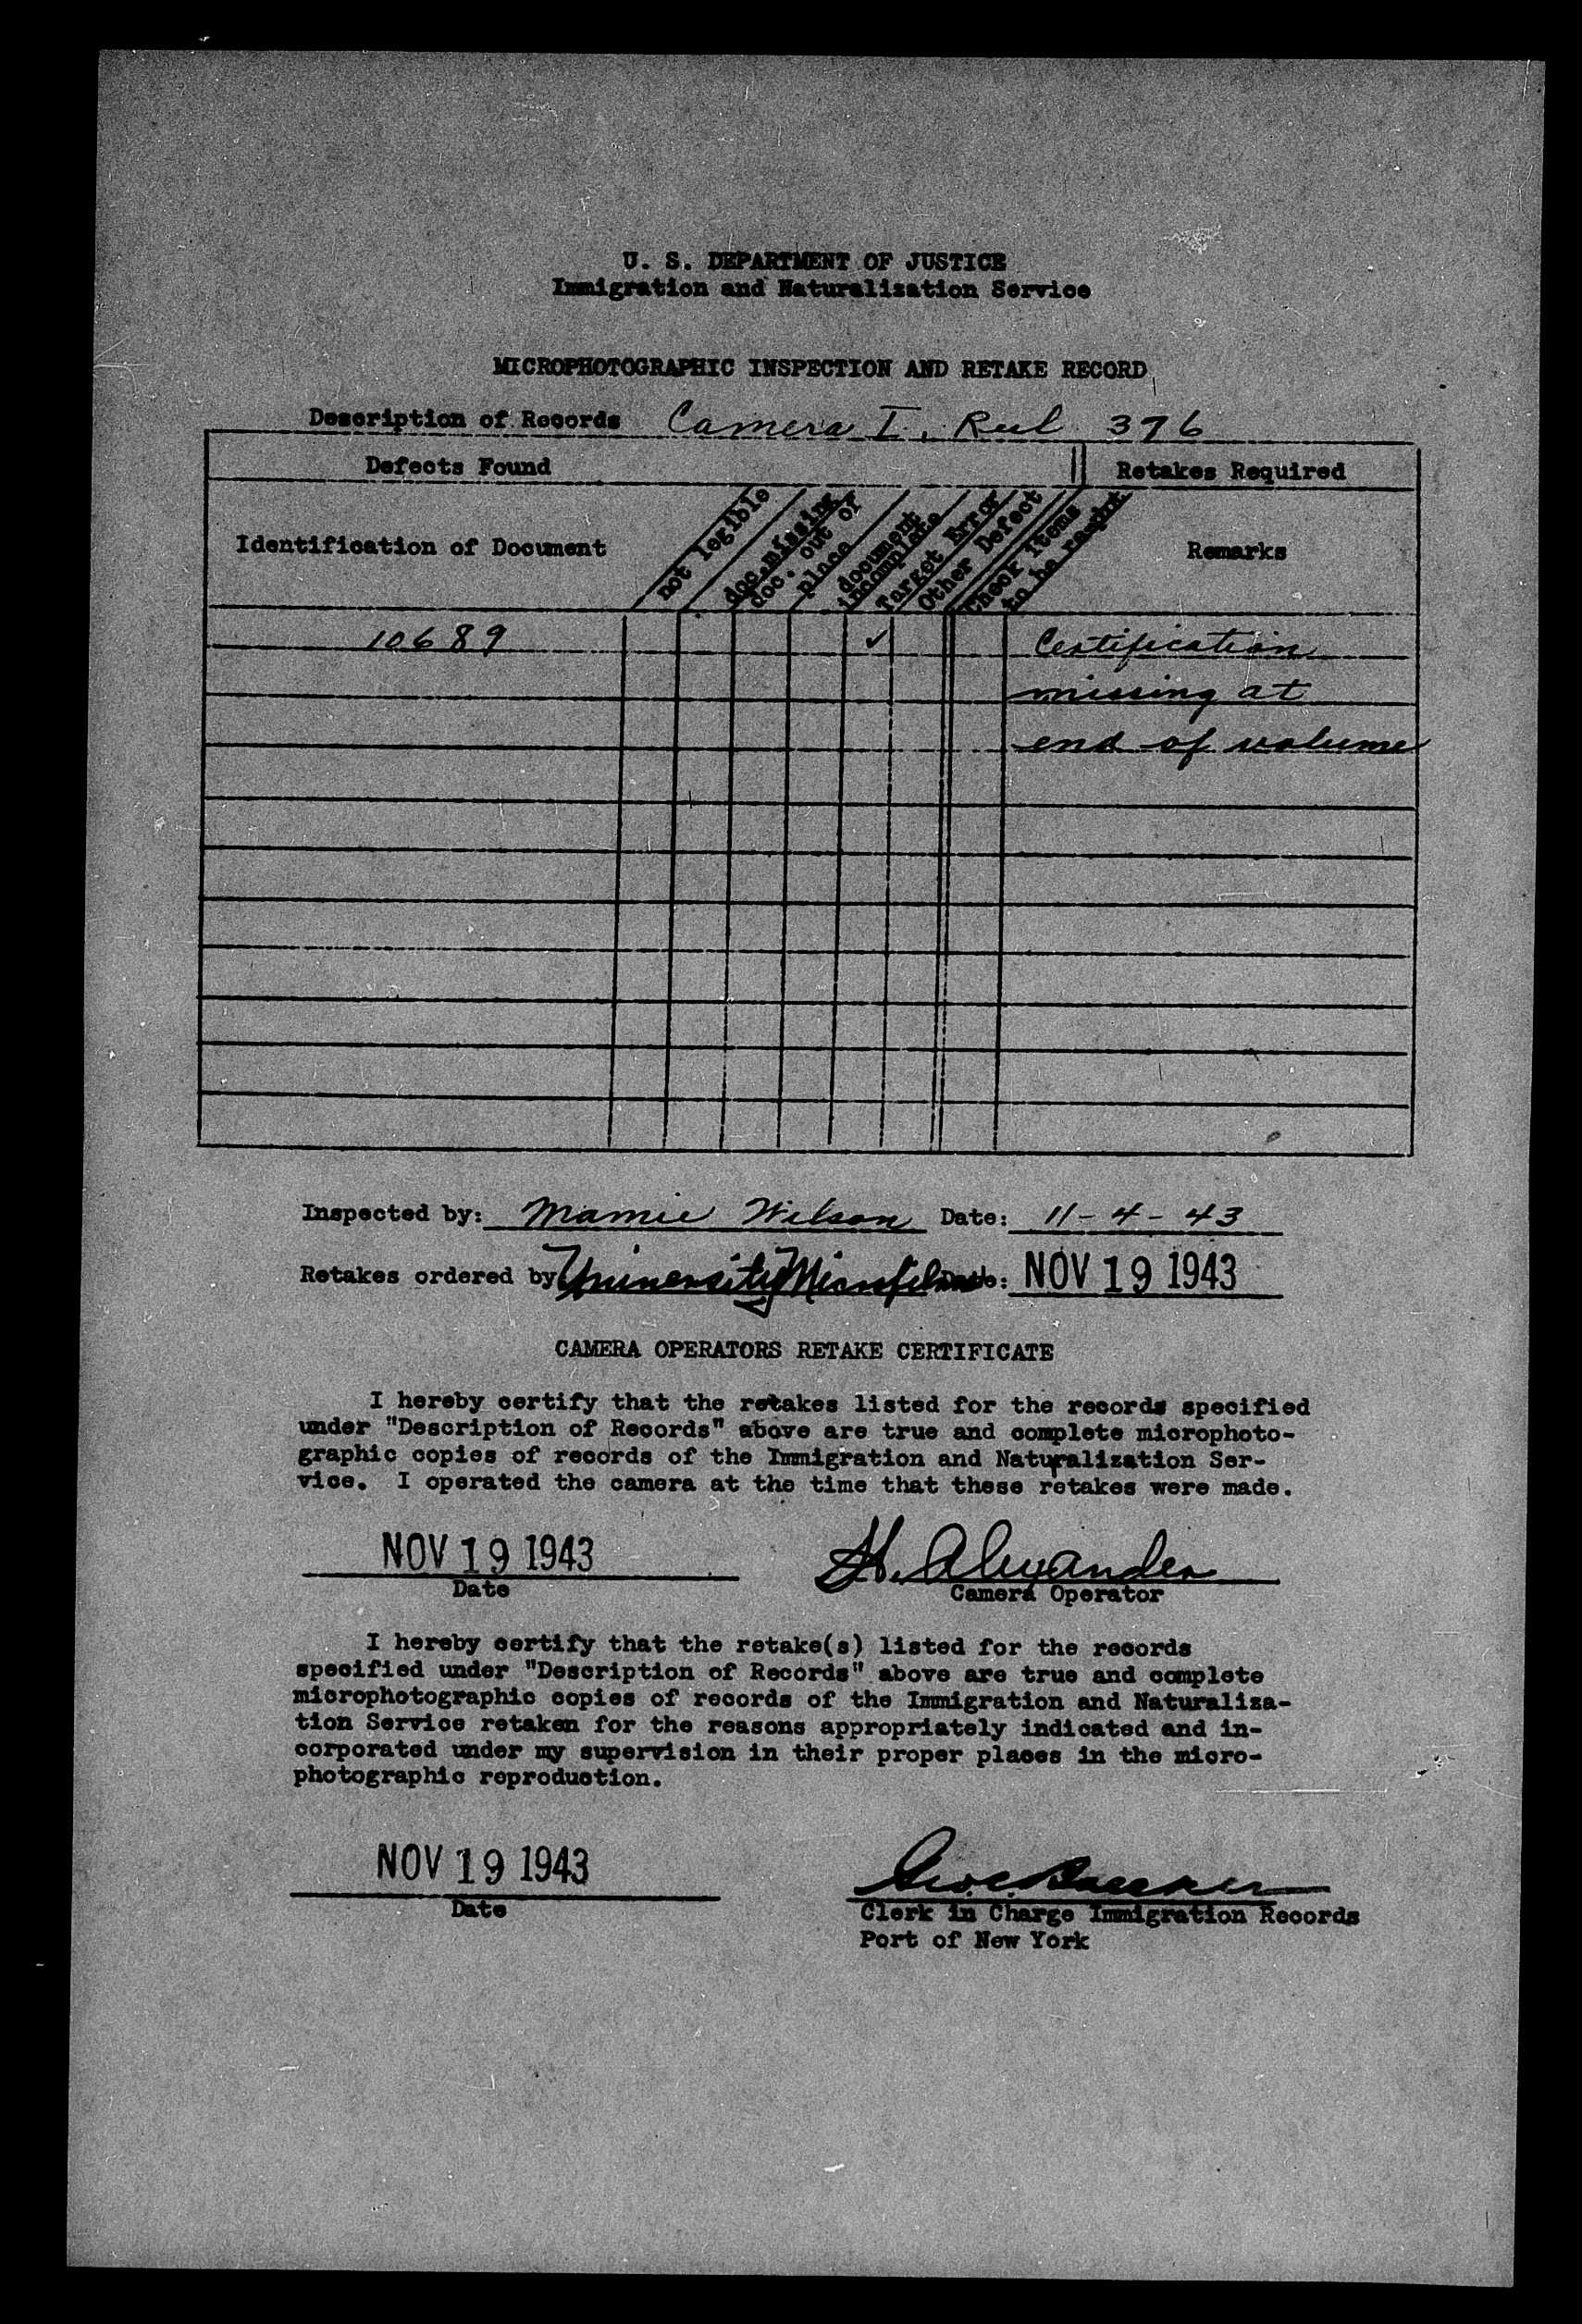 U. S. DEPARTMENT OF JUSTICE
Immigration and Naturalization Service
MICROPHOTOGRAPHIC INSPECTION AND RETAKE RECORD
Description of Records Camera I, Reel 376
Defects Found
Retakes Required
Identification of Document
not legible
doc. missing
doc. out of
place
document
incomplete
Target Error
Other Defect
Check Items
to be
Remarks
10689 ✓ Certification
missing at
end of volume
Inspected by: Mamie Wilson Date: 11-4-43
Retakes ordered by University Microfilms NOV 19 1943
CAMERA OPERATORS RETAKE CERTIFICATE
I hereby certify that the retakes listed for the records specified
under "Description of Records" above are true and complete microphoto-
graphic copies of records of the Immigration and Naturalization Ser-
vice. I operated the camera at the time that these retakes were made.
NOV 19 1943 H. Alexander
Date Camera Operator
I hereby certify that the retake(s) listed for the records
specified under "Description of Records" above are true and complete
microphotographic copies of records of the Immigration and Naturaliza-
tion Service retaken for the reasons appropriately indicated and in-
corporated under my supervision in their proper places in the micro-
photographic reproduction.
NOV 19 1943
Date Clerk in Charge Immigration Records
Port of New York